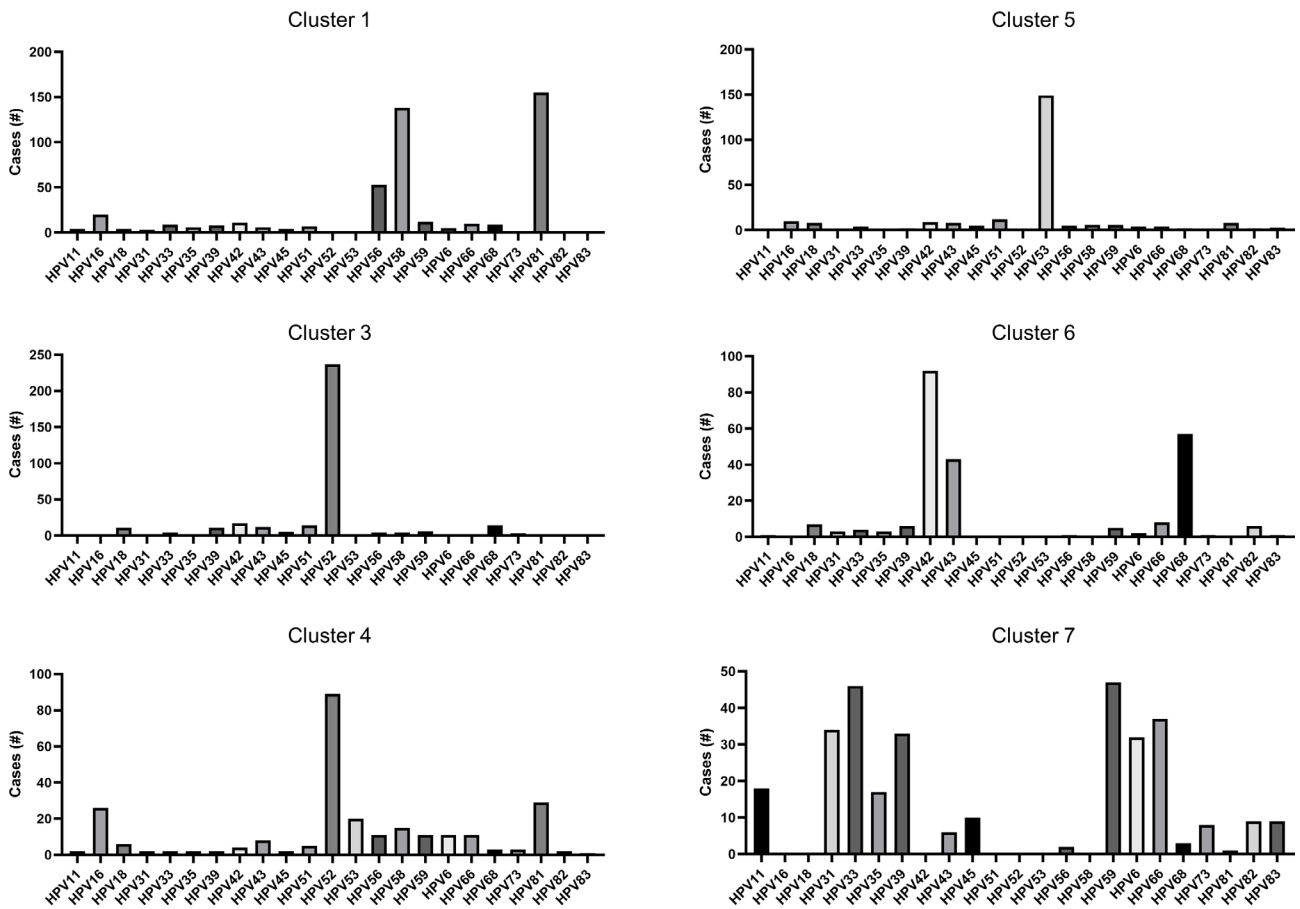 Cluster 1
Cases (#)
200
150
100
50
0
HPV11 HPV16 HPV18 HPV31 HPV33 HPV35 HPV39 HPV42 HPV43 HPV45 HPV51 HPV52 HPV53 HPV56 HPV58 HPV59 HPV6 HPV66 HPV68 HPV73 HPV81 HPV82 HPV83
Cluster 5
Cases (#)
200
150
100
50
0
HPV11 HPV16 HPV18 HPV31 HPV33 HPV35 HPV39 HPV42 HPV43 HPV45 HPV51 HPV52 HPV53 HPV56 HPV58 HPV59 HPV6 HPV66 HPV68 HPV73 HPV81 HPV82 HPV83
Cluster 3
Cases (#)
250
200
150
100
50
0
HPV11 HPV16 HPV18 HPV31 HPV33 HPV35 HPV39 HPV42 HPV43 HPV45 HPV51 HPV52 HPV53 HPV56 HPV58 HPV59 HPV6 HPV66 HPV68 HPV73 HPV81 HPV82 HPV83
Cluster 6
Cases (#)
100
80
60
40
20
0
HPV11 HPV16 HPV18 HPV31 HPV33 HPV35 HPV39 HPV42 HPV43 HPV45 HPV51 HPV52 HPV53 HPV56 HPV58 HPV59 HPV6 HPV66 HPV68 HPV73 HPV81 HPV82 HPV83
Cluster 4
Cases (#)
100
80
60
40
20
0
HPV11 HPV16 HPV18 HPV31 HPV33 HPV35 HPV39 HPV42 HPV43 HPV45 HPV51 HPV52 HPV53 HPV56 HPV58 HPV59 HPV6 HPV66 HPV68 HPV73 HPV81 HPV82 HPV83
Cluster 7
Cases (#)
50
40
30
20
10
0
HPV11 HPV16 HPV18 HPV31 HPV33 HPV35 HPV39 HPV42 HPV43 HPV45 HPV51 HPV52 HPV53 HPV56 HPV58 HPV59 HPV6 HPV66 HPV68 HPV73 HPV81 HPV82 HPV83